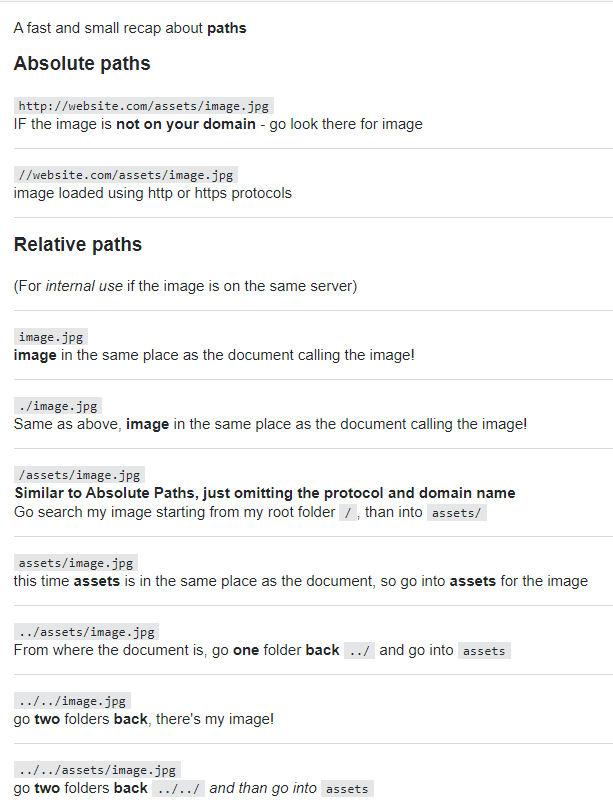 A fast and small recap about paths
Absolute paths
http://website.com/assets/image.jpg
IF the image is not on your domain - go look there for image
//website.com/assets/image.jpg
image loaded using http or https protocols
Relative paths
(For internal use if the image is on the same server)
image.jpg
image in the same place as the document calling the image!
./image.jpg
Same as above, image in the same place as the document calling the image!
/assets/image.jpg
Similar to Absolute Paths, just omitting the protocol and domain name
Go search my image starting from my root folder /, than into assets/
assets/image.jpg
this time assets is in the same place as the document, so go into assets for the image
../assets/image.jpg
From where the document is, go one folder back ../ and go into assets
../../image.jpg
go two folders back, there's my image!
../../assets/image.jpg
go two folders back ../../ and than go into assets